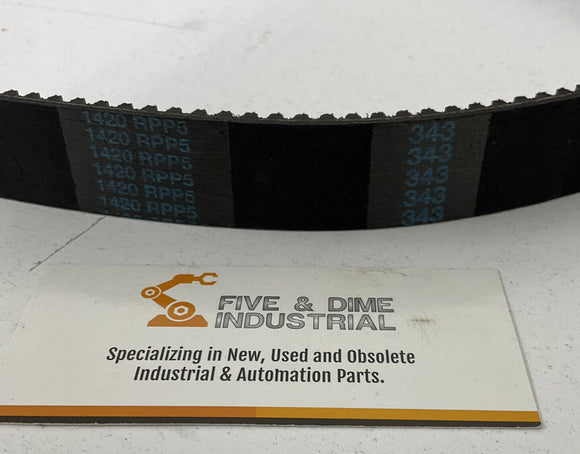 1420 RPP5
1420 RPP5
1420 RPP5
1420 RPP5
1420 RPP5
343
343
343
343
343
FIVE & DIME
INDUSTRIAL
Specializing in New, Used and Obsolete
Industrial & Automation Parts.